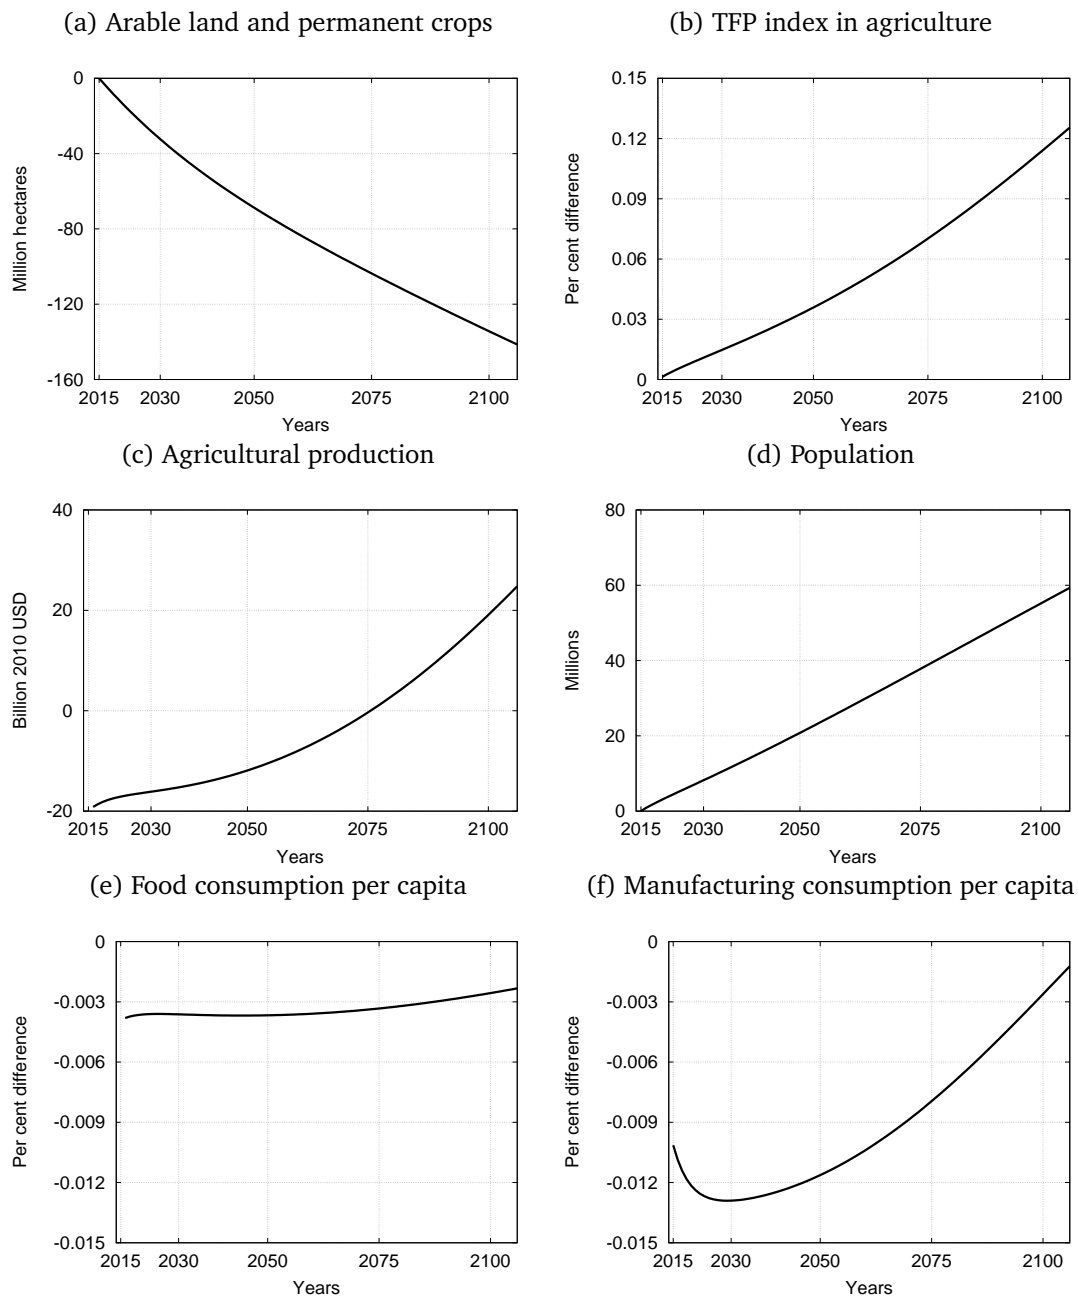 (a) Arable land and permanent crops
0
-40
-80
-120
-160
Million hectares
2015 2030 2050 2075 2100
Years
(b) TFP index in agriculture
0.15
0.12
0.09
0.06
0.03
0
Per cent difference
2015 2030 2050 2075 2100
Years
(c) Agricultural production
40
20
0
-20
Billion 2010 USD
2015 2030 2050 2075 2100
Years
(d) Population
80
60
40
20
0
Millions
2015 2030 2050 2075 2100
Years
(e) Food consumption per capita
0
-0.003
-0.006
-0.009
-0.012
-0.015
Per cent difference
2015 2030 2050 2075 2100
Years
(f) Manufacturing consumption per capita
0
-0.003
-0.006
-0.009
-0.012
-0.015
Per cent difference
2015 2030 2050 2075 2100
Years